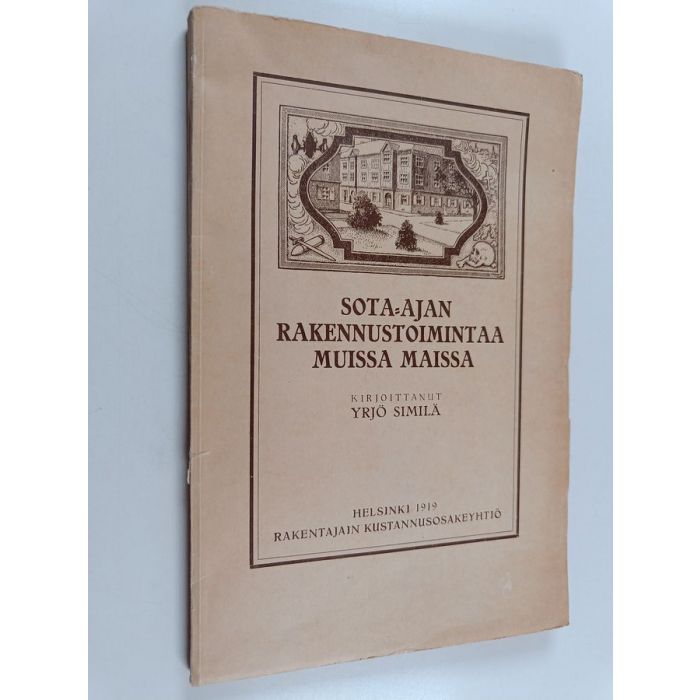 SOTA=AJAN
RAKENNUSTOIMINTAA
MUISSA MAISSA
KIRJOITTANUT
YRJÖ SIMILÄ
HELSINKI 1919
RAKENTAJAIN KUSTANNUSOSAKEYHTIÖ